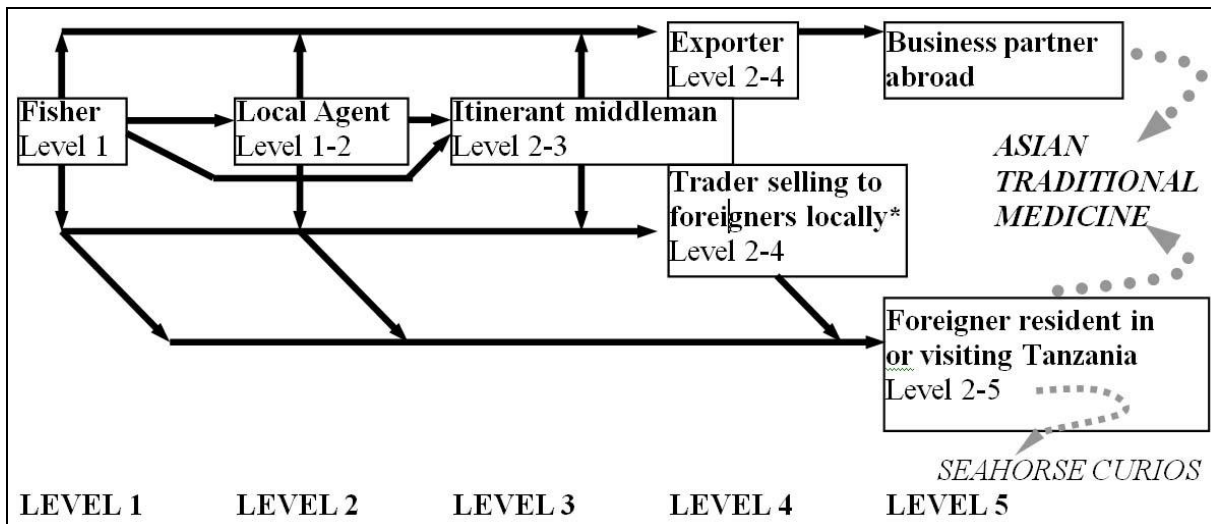 Exporter
Level 2-4
Business partner
abroad
Fisher
Level 1
Local Agent
Level 1-2
Itinerant middleman
Level 2-3
ASIAN
TRADITIONAL
MEDICINE
Trader selling to
foreigners locally*
Level 2-4
Foreigner resident in
or visiting Tanzania
Level 2-5
SEAHORSE CURIOS
LEVEL 1
LEVEL 2
LEVEL 3
LEVEL 4
LEVEL 5